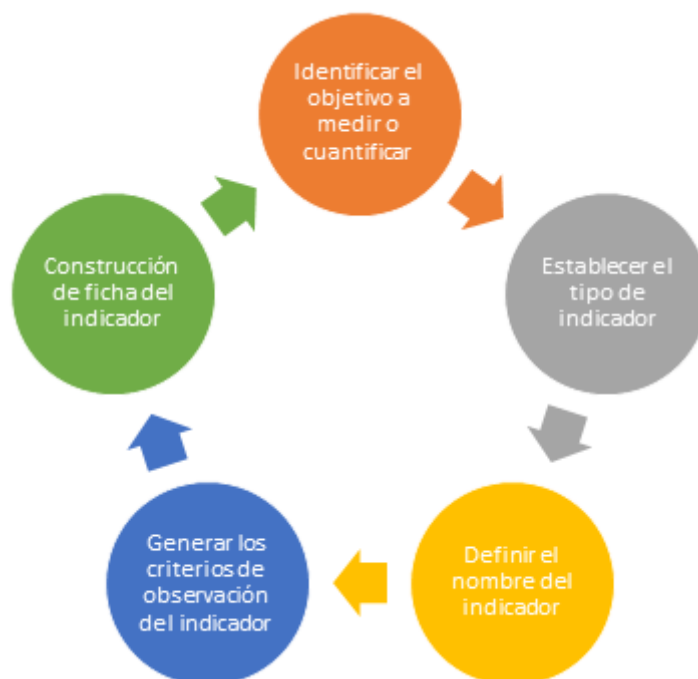 Identificar el
objetivo a
medir o
cuantificar
Establecer el
tipo de
indicador
Definir el
nombre del
indicador
Generar los
criterios de
observación
del indicador
Construcción
de ficha del
indicador